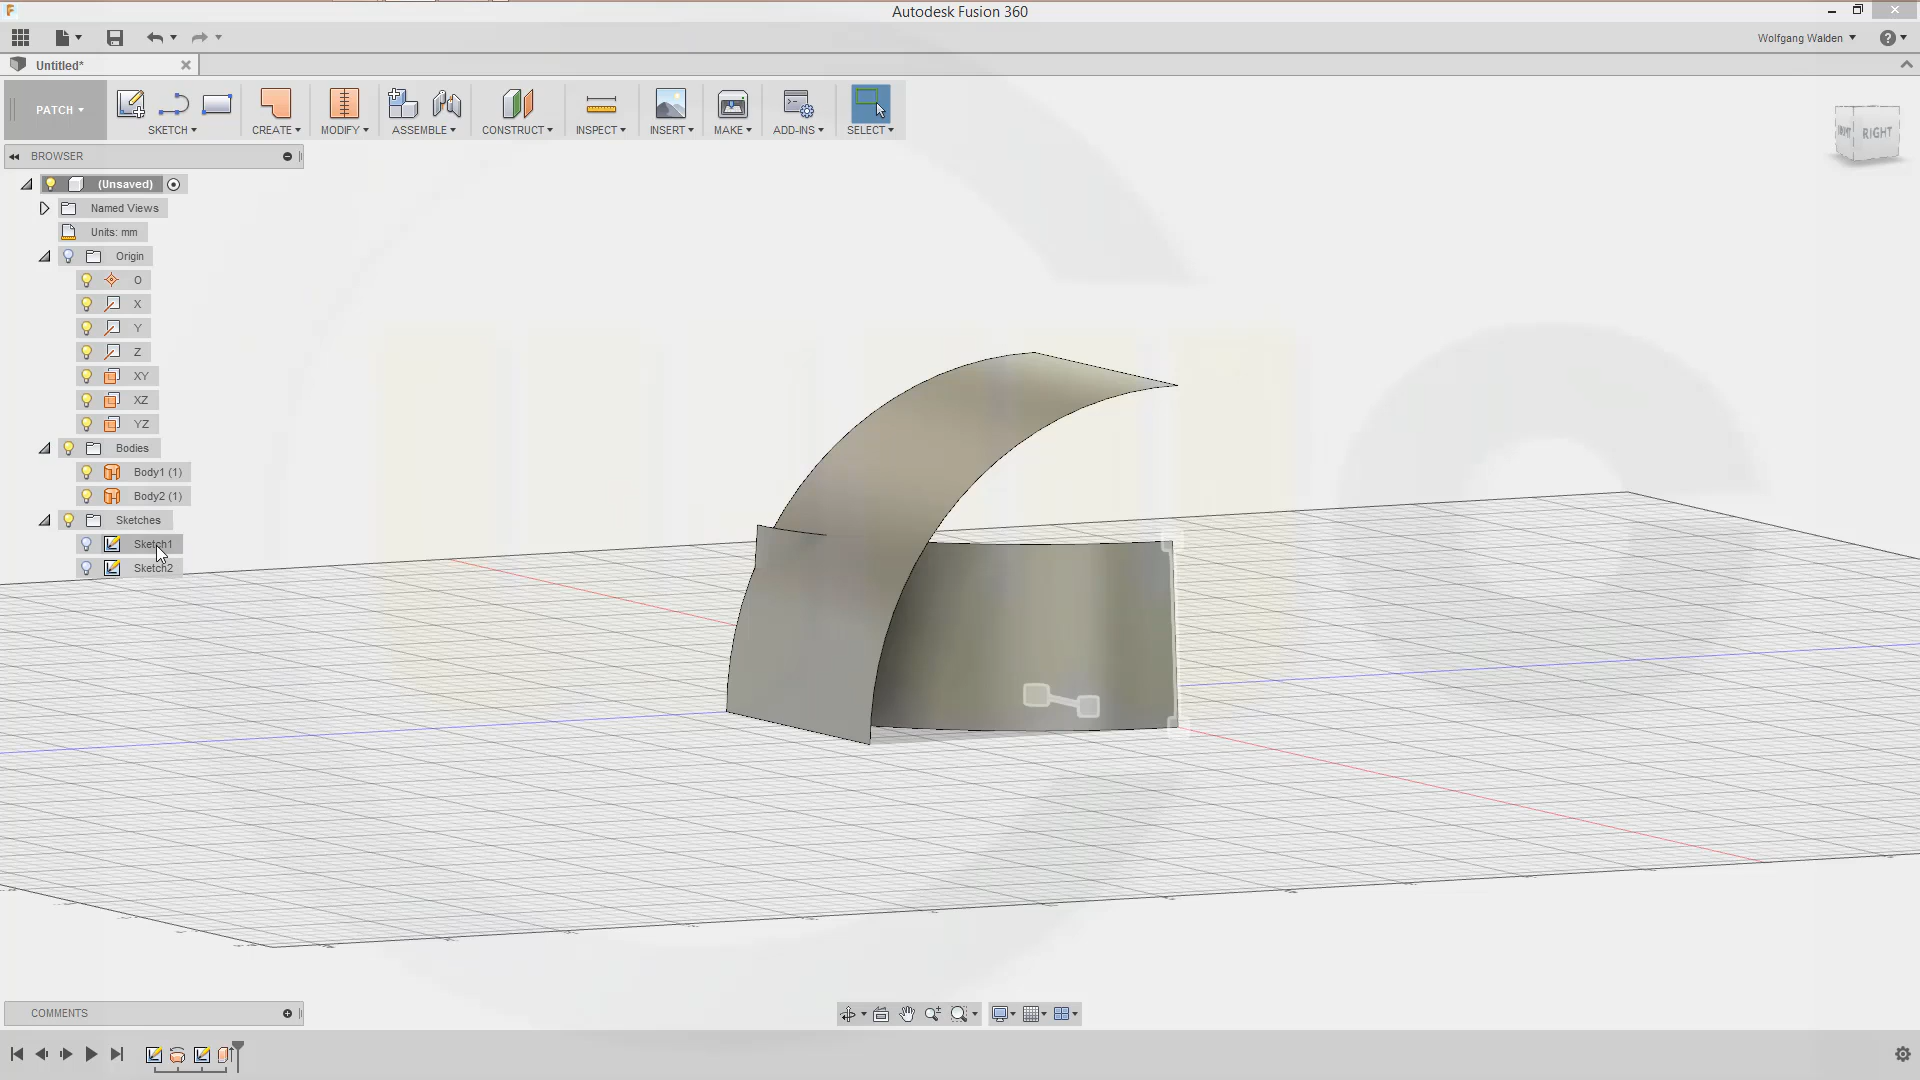 Autodesk Fusion 360
Wolfgang Walden
Untitled*
PATCH
SKETCH
CREATE
MODIFY
ASSEMBLE
CONSTRUCT
INSPECT
INSERT
MAKE
ADD-INS
SELECT
RIGHT
BROWSER
(Unsaved)
Named Views
Units: mm
Origin
O
X
Y
Z
XY
XZ
YZ
Bodies
Body1 (1)
Body2 (1)
Sketches
Sketch1
Sketch2
COMMENTS